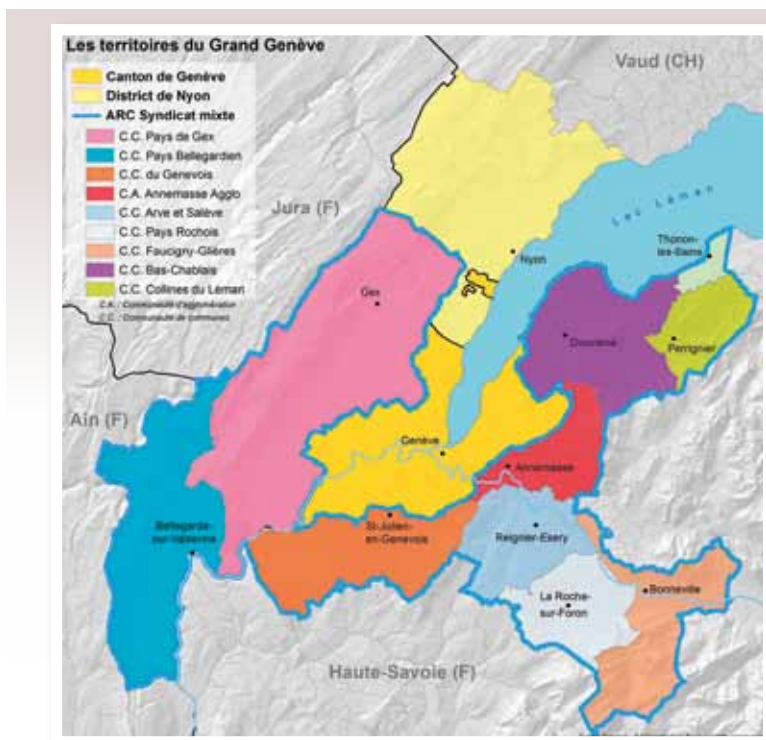 Les territoires du Grand Genève
Canton de Genève
District de Nyon
ARC Syndicat mixte
C.C. Pays de Gex
C.C. Pays Bellegardien
C.C. du Genevois
C.A. Annemasse Agglo
C.C. Arve et Salève
C.C. Pays Rochois
C.C. Faucigny-Glières
C.C. Bas-Chablais
C.C. Collines du Léman
C.A. : Communauté d'agglomération
C.C. : Communauté de communes
Vaud (CH)
Jura (F)
Lac Léman
Thonon-
les-Bains
Nyon
Gex
Douvaine
Perrignier
Ain (F)
Genève
Annemasse
Bellegarde-
sur-Valserine
St-Julien-
en-Genevois
Reignier-Esery
La Roche-
sur-Foron
Bonneville
Haute-Savoie (F)